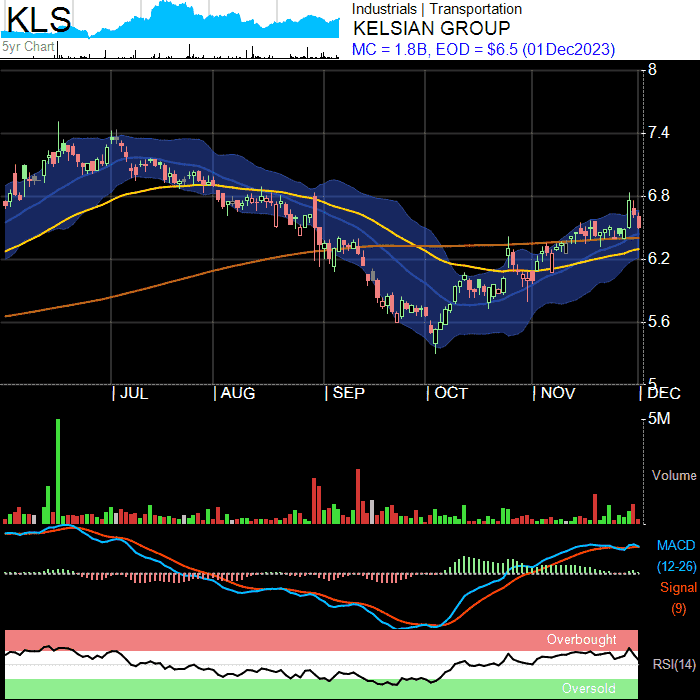 KLS
5yr Chart
Industrials | Transportation
KELSIAN GROUP
MC = 1.8B, EOD = $6.5 (01Dec2023)
8
7.4
6.8
6.2
5.6
5
JUL AUG SEP OCT NOV DEC
5M
Volume
MACD
(12-26)
Signal
(9)
Overbought
RSI(14)
Oversold